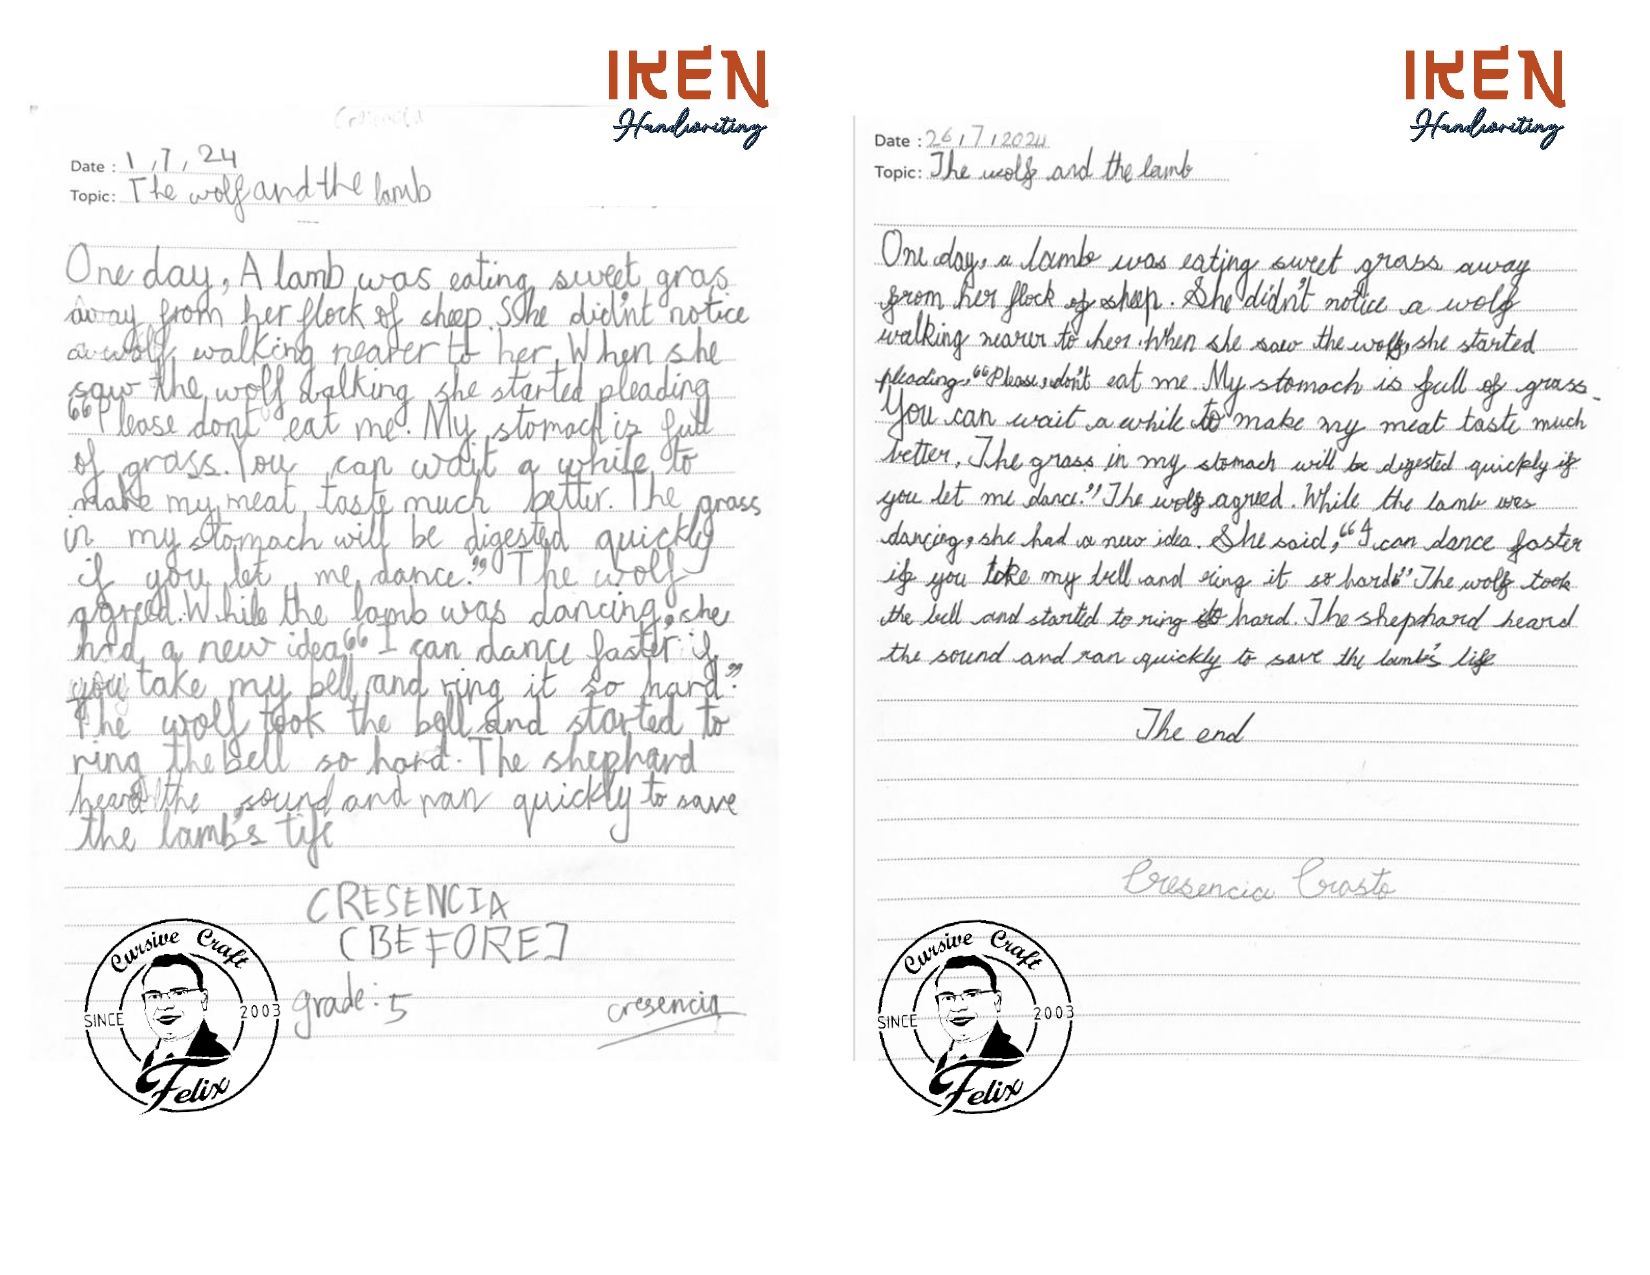 IKEN
Handwriting
Cresencia
Date : 1,7,24
Topic: The wolf and the lamb
One day, A lamb was eating sweet gras
away from her flock of sheep. SShe did'nt notice
a wolf walking nearer to her. When she
saw the wolf walking she started pleading
“Please dont eat me. My stomach is full
of grass. You can wait a while to
make my meat taste much better. The grass
in my stomach will be digested quickly
if you let me dance.” The wolf
agreed. While the lamb was dancing, she
had a new idea “I can dance faster if
you take my bell and ring it so hard”.
The wolf took the bell and started to
ring the bell so hard. The shephard
heard the sound and ran quickly to save
the lamb's life
CRESENCIA
(BEFORE]
grade: 5
cresencia
Cursive Craft
SINCE 2003
Felix
IKEN
Handwriting
Date : 26/7/2024
Topic: The wolf and the lamb
One day, a lamb was eating sweet grass away
from her flock of sheep. She didn't notice a wolf
walking nearer to her. When she saw the wolf, she started
pleading, “Please, don't eat me. My stomach is full of grass.
You can wait a while to make my meat taste much
better. The grass in my stomach will be digested quickly if
you let me dance.” The wolf agreed. While the lamb was
dancing, she had a new idea. She said, “I can dance faster
if you take my bell and ring it so hard.” The wolf took
the bell and started to ring so hard. The shephard heard
the sound and ran quickly to save the lamb's life
The end
Cresencia Crasto
Cursive Craft
SINCE 2003
Felix